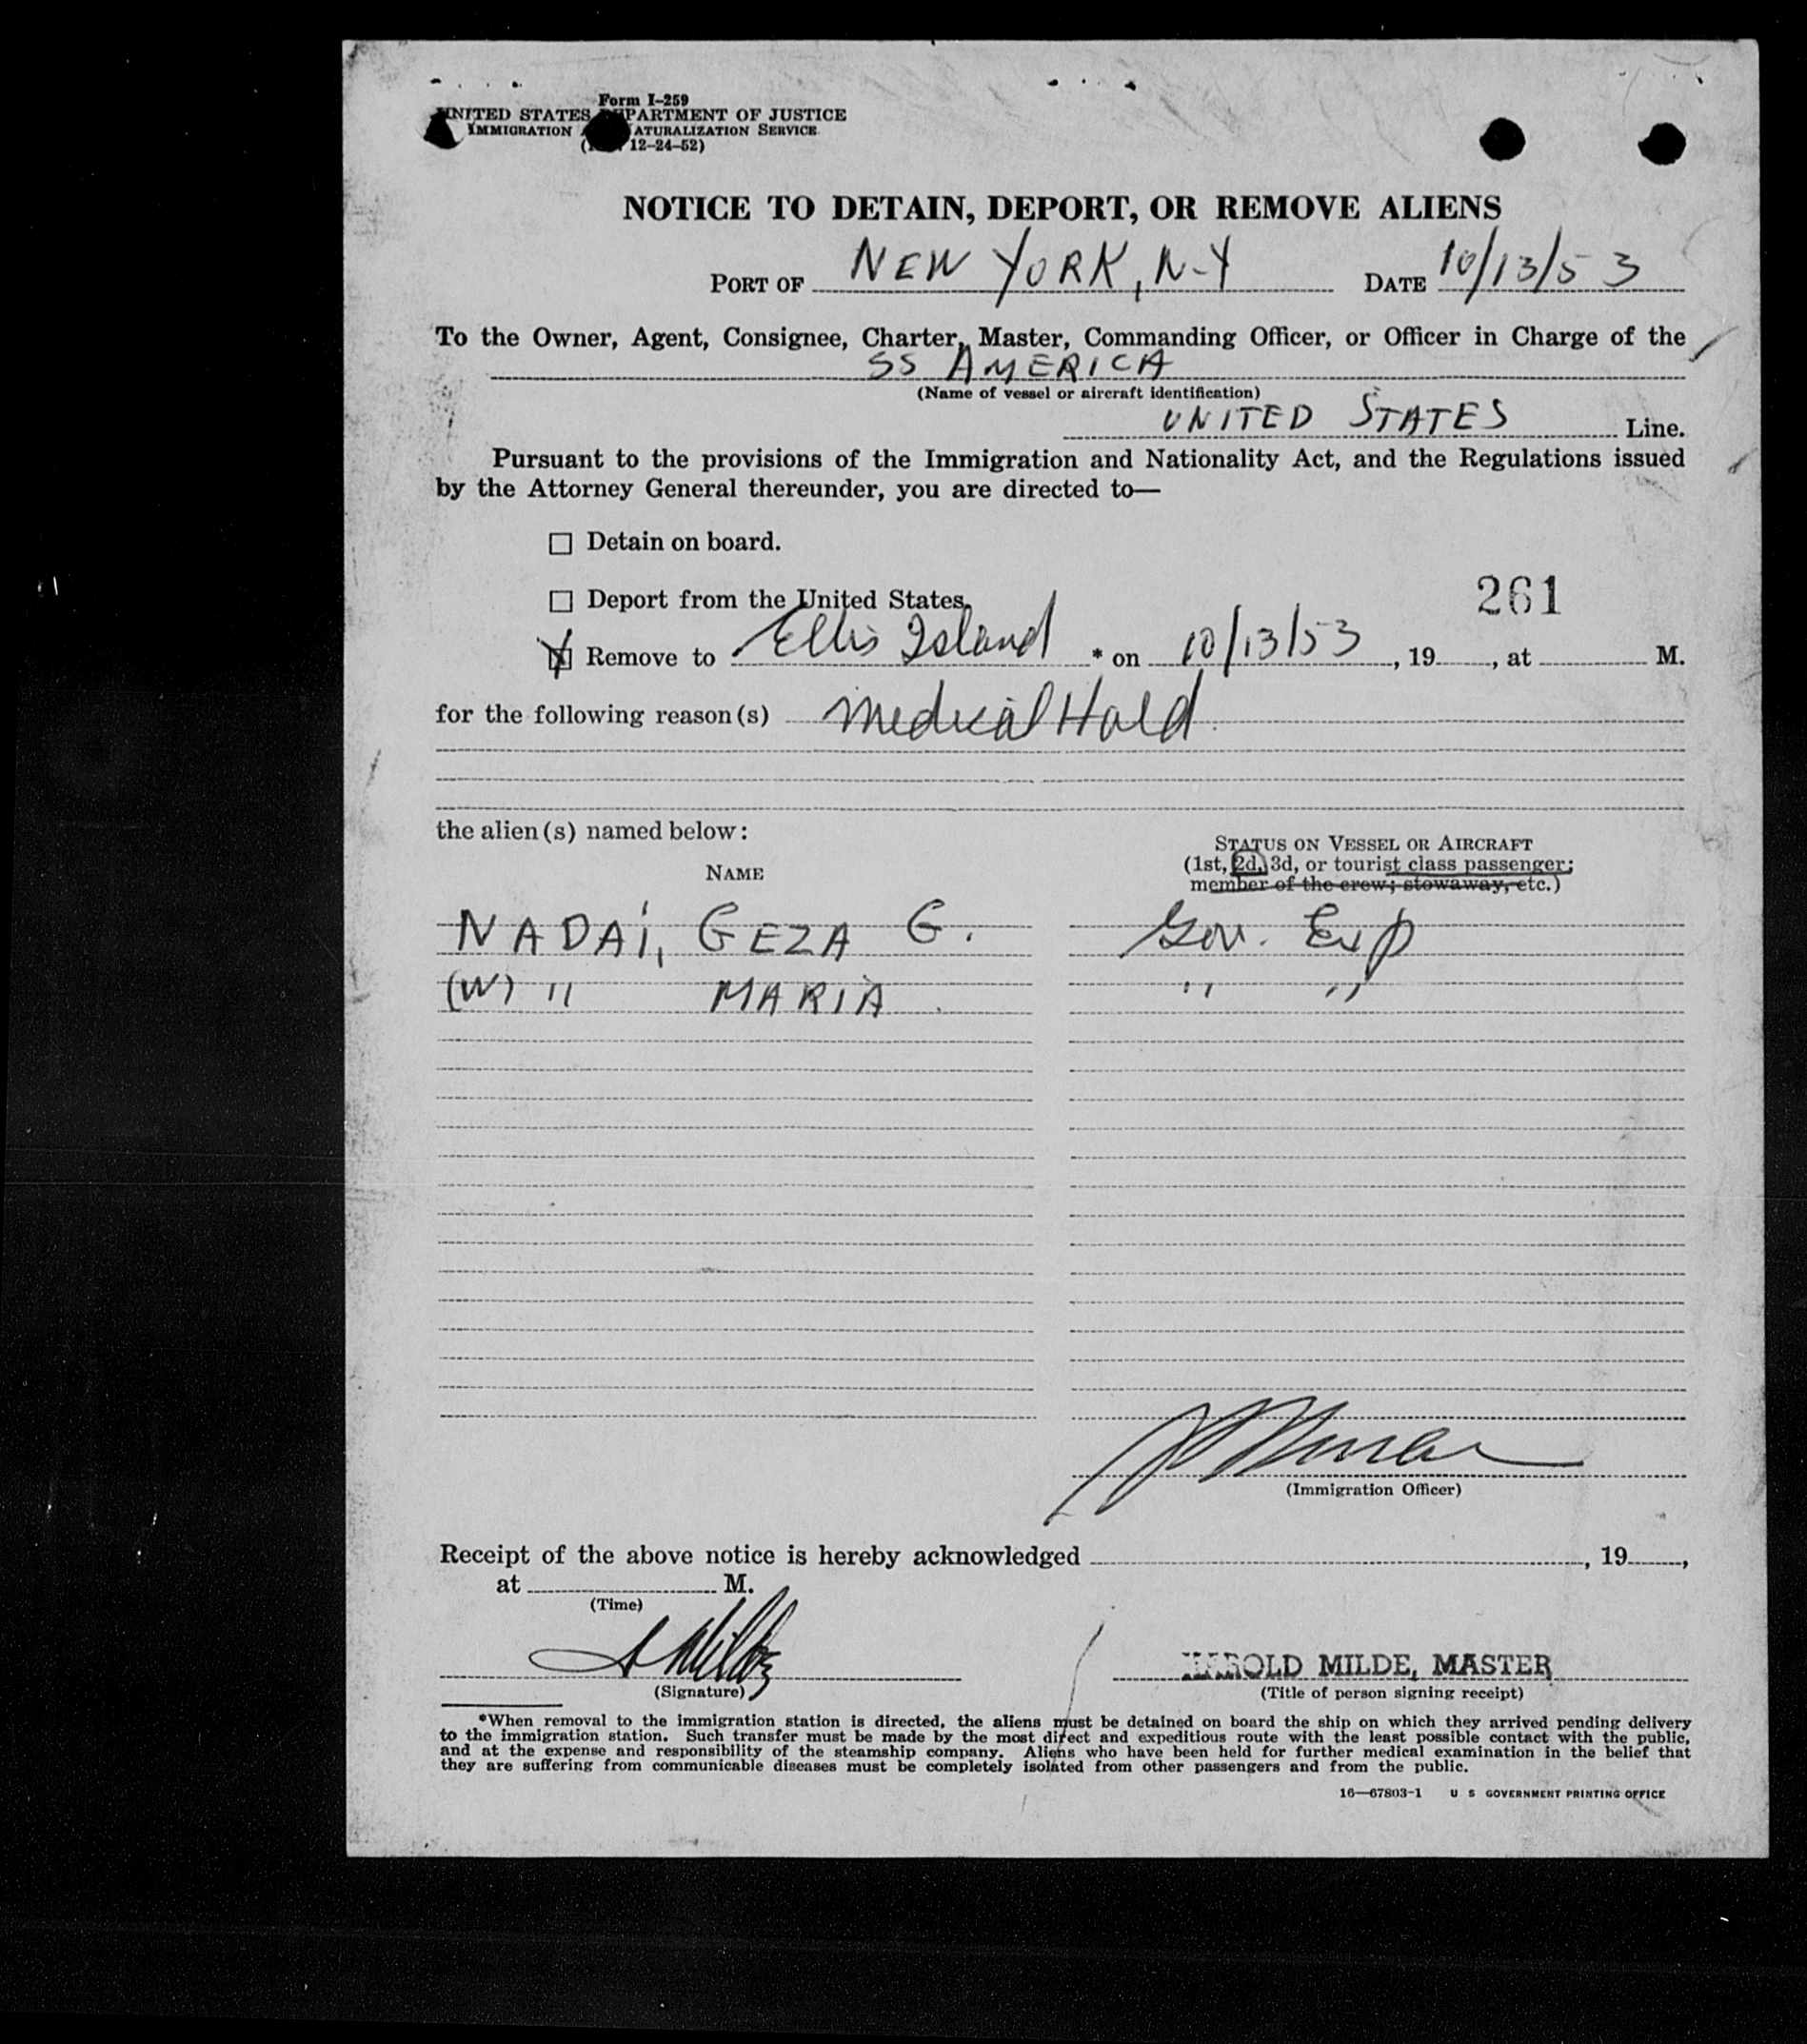 Form I-259
UNITED STATES DEPARTMENT OF JUSTICE
IMMIGRATION NATURALIZATION SERVICE
12-24-52)
NOTICE TO DETAIN, DEPORT, OR REMOVE ALIENS
PORT OF NEW YORK, N-Y DATE 10/13/53
To the Owner, Agent, Consignee, Charter, Master, Commanding Officer, or Officer in Charge of the
SS AMERICA
(Name of vessel or aircraft identification)
UNITED STATES Line.
Pursuant to the provisions of the Immigration and Nationality Act, and the Regulations issued
by the Attorney General thereunder, you are directed to—
☐ Detain on board.
☐ Deport from the United States.
261
☒ Remove to Ellis Island * on 10/13/53, 19____, at ____ M.
for the following reason(s) Medical Hold.
the alien(s) named below:
NAME
STATUS ON VESSEL OR AIRCRAFT
(1st, 2d, 3d, or tourist class passenger;
member of the crew; stowaway, etc.)
NADAI, GEZA G. Gov. Exp
(W) " MARIA " "
(Immigration Officer)
Receipt of the above notice is hereby acknowledged ____, 19____,
at ____ M.
(Time)
HAROLD MILDE, MASTER
(Signature) (Title of person signing receipt)
*When removal to the immigration station is directed, the aliens must be detained on board the ship on which they arrived pending delivery
to the immigration station. Such transfer must be made by the most direct and expeditious route with the least possible contact with the public,
and at the expense and responsibility of the steamship company. Aliens who have been held for further medical examination in the belief that
they are suffering from communicable diseases must be completely isolated from other passengers and from the public.
16—67803-1 U S GOVERNMENT PRINTING OFFICE